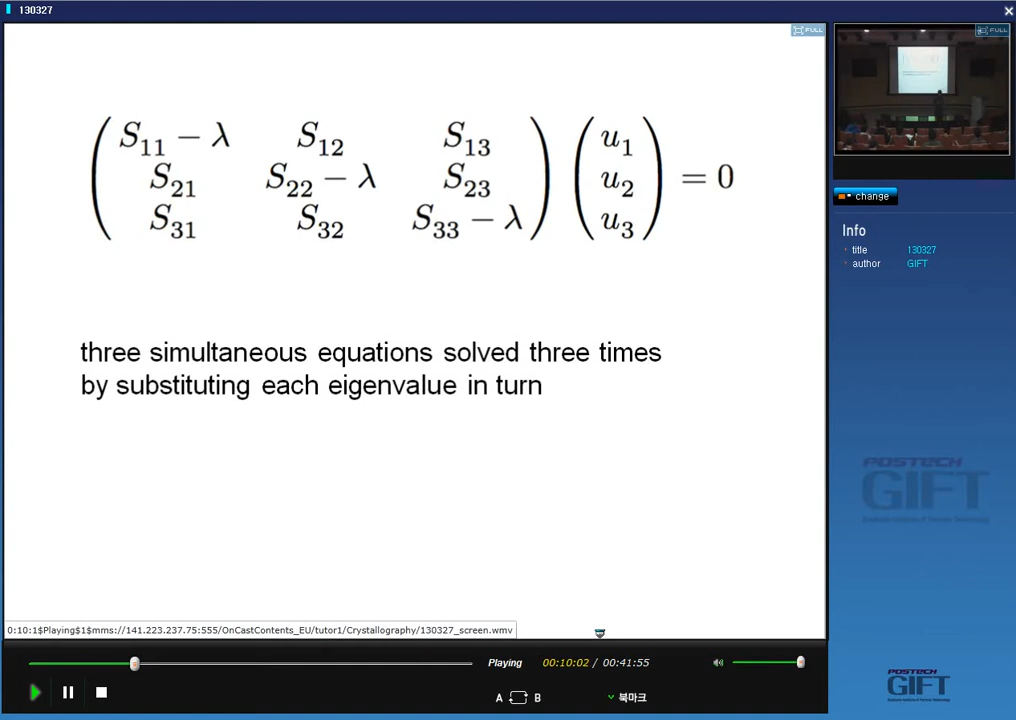 130327
FULL
FULL
S11 − λ S12 S13
S21 S22 − λ S23
S31 S32 S33 − λ
u1
u2
u3
= 0
three simultaneous equations solved three times
by substituting each eigenvalue in turn
change
Info
title 130327
author GIFT
POSTECH
GIFT
0:10:1$Playing$1$mms://141.223.237.75:555/OnCastContents_EU/tutor1/Crystallography/130327_screen.wmv
Playing 00:10:02 / 00:41:55
A B 북마크
POSTECH
GIFT